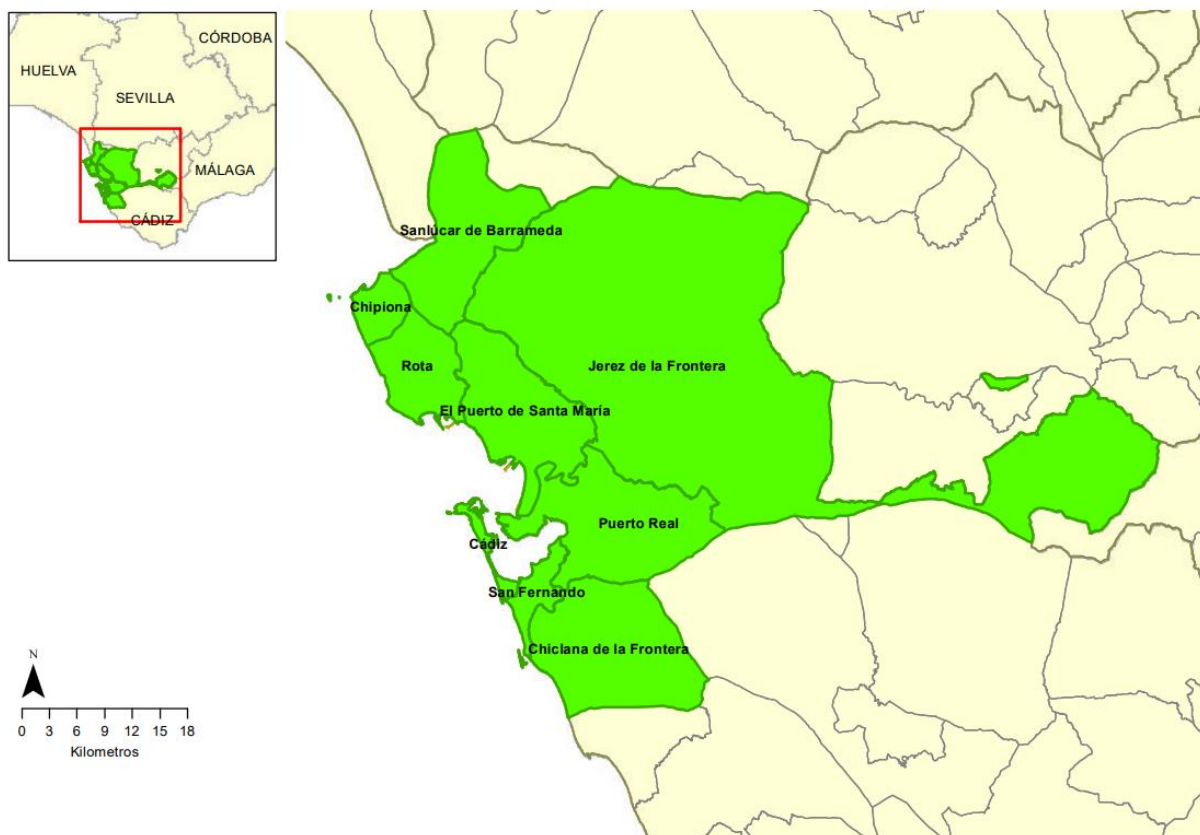 CÓRDOBA
HUELVA
SEVILLA
MÁLAGA
CÁDIZ
Sanlúcar de Barrameda
Chipiona
Rota
Jerez de la Frontera
El Puerto de Santa María
Puerto Real
Cádiz
San Fernando
Chiclana de la Frontera
N
0 3 6 9 12 15 18
Kilometros